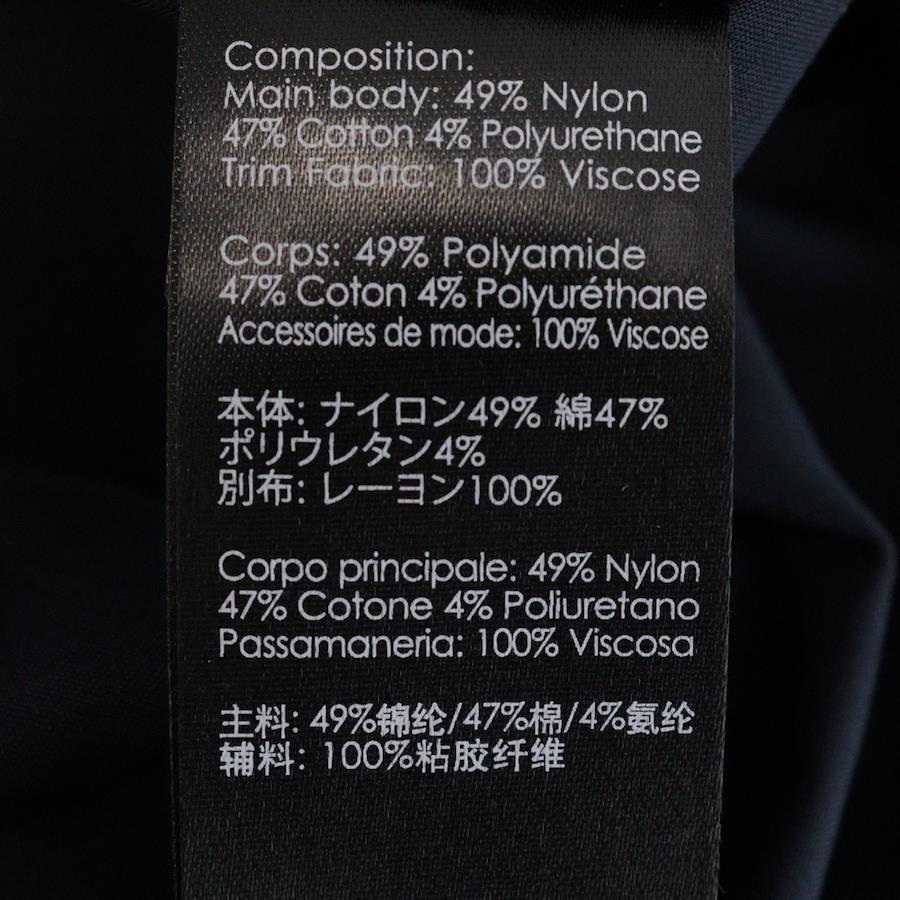 Composition:
Main body: 49% Nylon
47% Cotton 4% Polyurethane
Trim Fabric: 100% Viscose
Corps: 49% Polyamide
47% Coton 4% Polyuréthane
Accessoires de mode: 100% Viscose
本体: ナイロン49% 綿47%
ポリウレタン4%
別布: レーヨン100%
Corpo principale: 49% Nylon
47% Cotone 4% Poliuretano
Passamaneria: 100% Viscosa
主料: 49%锦纶/47%棉/4%氨纶
辅料: 100%粘胶纤维